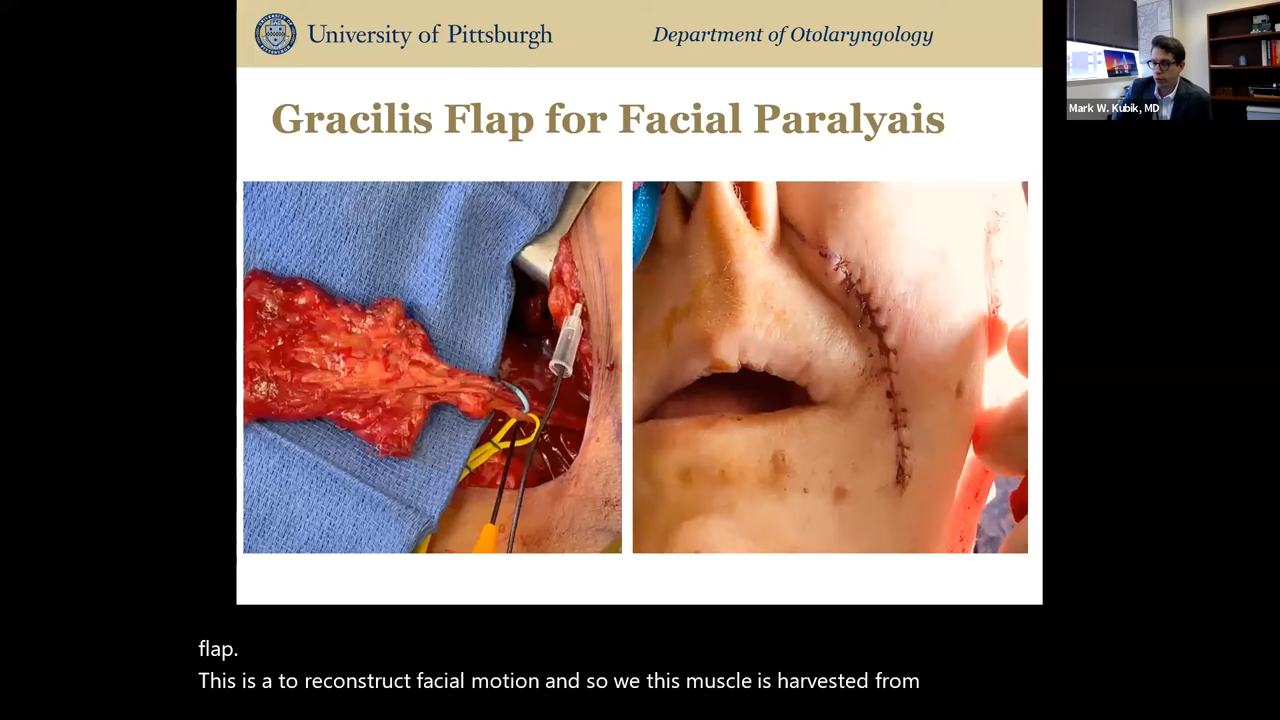 University of Pittsburgh
Department of Otolaryngology
Mark W. Kubik, MD
Gracilis Flap for Facial Paralyais
flap.
This is a to reconstruct facial motion and so we this muscle is harvested from